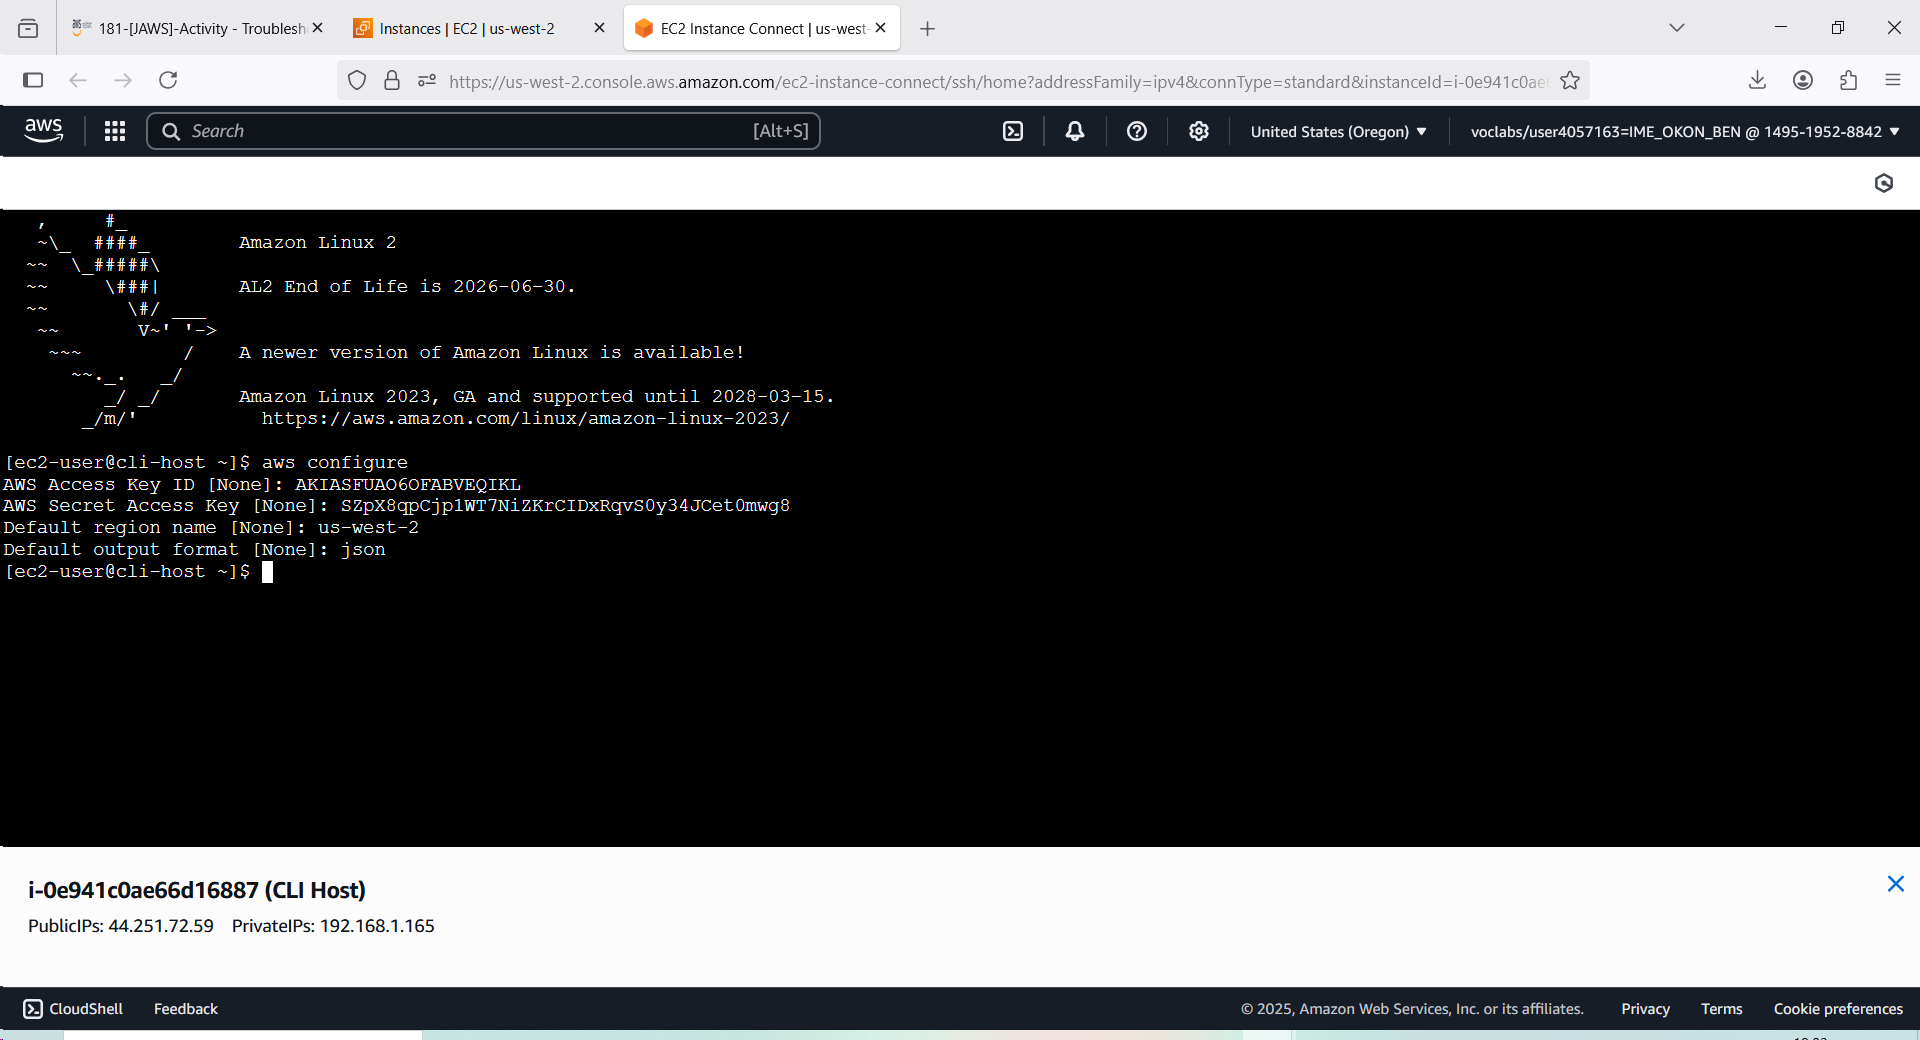 181-[JAWS]-Activity - Troublesh
Instances | EC2 | us-west-2
EC2 Instance Connect | us-west-
https://us-west-2.console.aws.amazon.com/ec2-instance-connect/ssh/home?addressFamily=ipv4&connType=standard&instanceId=i-0e941c0ae6
aws
Search
[Alt+S]
United States (Oregon)
voclabs/user4057163=IME_OKON_BEN @ 1495-1952-8842
Amazon Linux 2
AL2 End of Life is 2026-06-30.
A newer version of Amazon Linux is available!
Amazon Linux 2023, GA and supported until 2028-03-15.
https://aws.amazon.com/linux/amazon-linux-2023/
[ec2-user@cli-host ~]$ aws configure
AWS Access Key ID [None]:
AWS Secret Access Key [None]:
Default region name [None]: us-west-2
Default output format [None]: json
[ec2-user@cli-host ~]$
i-0e941c0ae66d16887 (CLI Host)
PublicIPs: 44.251.72.59 PrivateIPs: 192.168.1.165
CloudShell
Feedback
© 2025, Amazon Web Services, Inc. or its affiliates.
Privacy
Terms
Cookie preferences